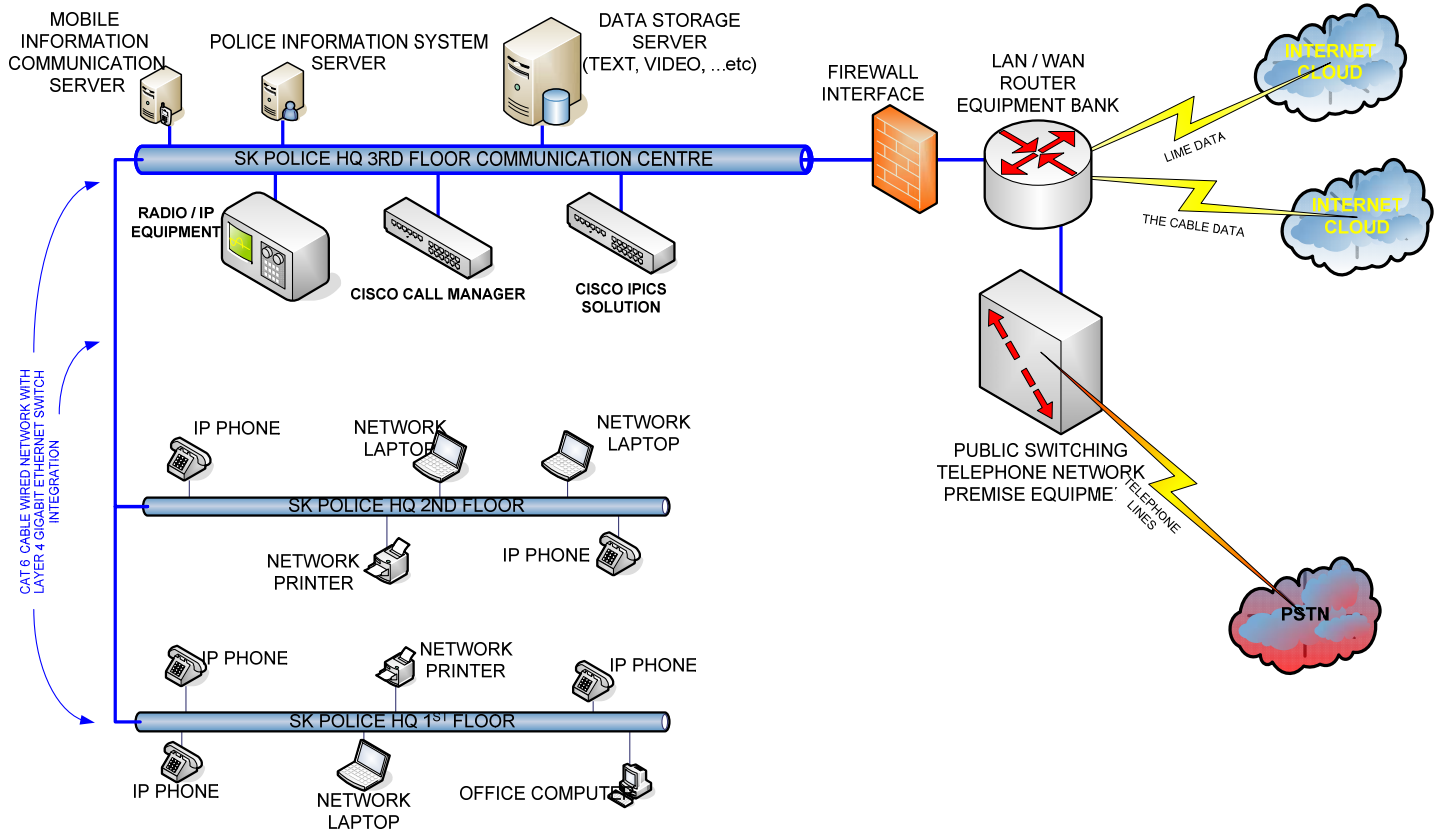 MOBILE
INFORMATION
COMMUNICATION
SERVER
POLICE INFORMATION SYSTEM
SERVER
DATA STORAGE
SERVER
(TEXT, VIDEO, ...etc)
FIREWALL
INTERFACE
LAN / WAN
ROUTER
EQUIPMENT BANK
INTERNET
CLOUD
LIME DATA
INTERNET
CLOUD
THE CABLE DATA
SK POLICE HQ 3RD FLOOR COMMUNICATION CENTRE
RADIO / IP
EQUIPMENT
CISCO CALL MANAGER
CISCO IPICS
SOLUTION
CAT 6 CABLE WIRED NETWORK WITH
LAYER 4 GIGABIT ETHERNET SWITCH
INTEGRATION
IP PHONE
NETWORK
LAPTOP
NETWORK
LAPTOP
SK POLICE HQ 2ND FLOOR
NETWORK
PRINTER
IP PHONE
PUBLIC SWITCHING
TELEPHONE NETWORK
PREMISE EQUIPME
TELEPHONE
LINES
PSTN
IP PHONE
NETWORK
PRINTER
IP PHONE
SK POLICE HQ 1ST FLOOR
IP PHONE
NETWORK
LAPTOP
OFFICE COMPUTER